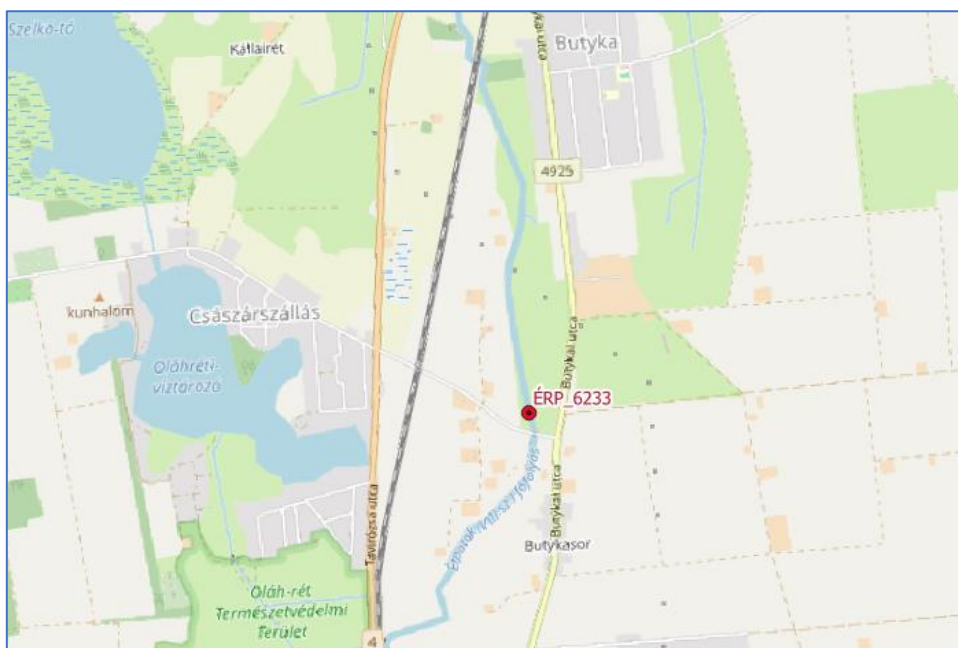 Szelkó-tó
Kállairét
utca
Butyka
4925
kunhalom
Császárszállás
Oláhréti-
víztározó
ÉRP_6233
Butykai utca
Tavirózsa utca
Butykai utca
Butykasor
Oláh-rét
Természetvédelmi
Terület
4